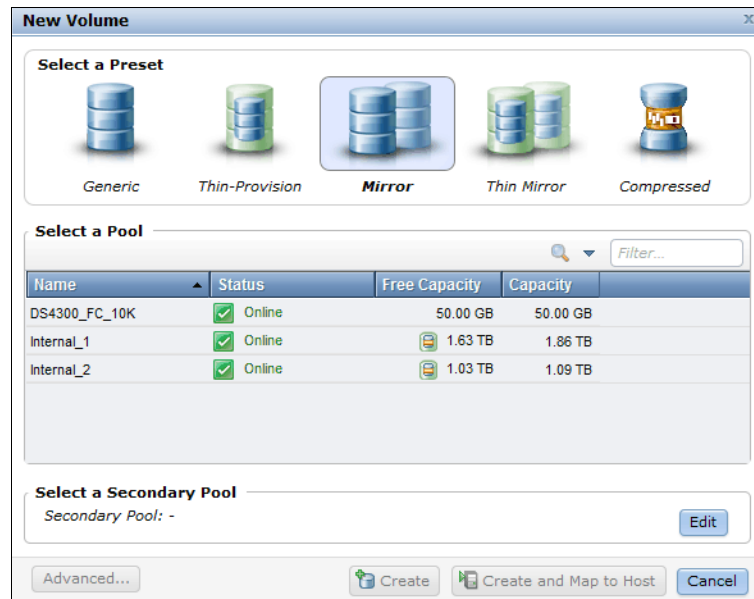 New Volume x
Select a Preset
Generic Thin-Provision Mirror Thin Mirror Compressed
Select a Pool
Filter...
Name Status Free Capacity Capacity
DS4300_FC_10K Online 50.00 GB 50.00 GB
Internal_1 Online 1.63 TB 1.86 TB
Internal_2 Online 1.03 TB 1.09 TB
Select a Secondary Pool
Secondary Pool: -
Edit
Advanced... Create Create and Map to Host Cancel